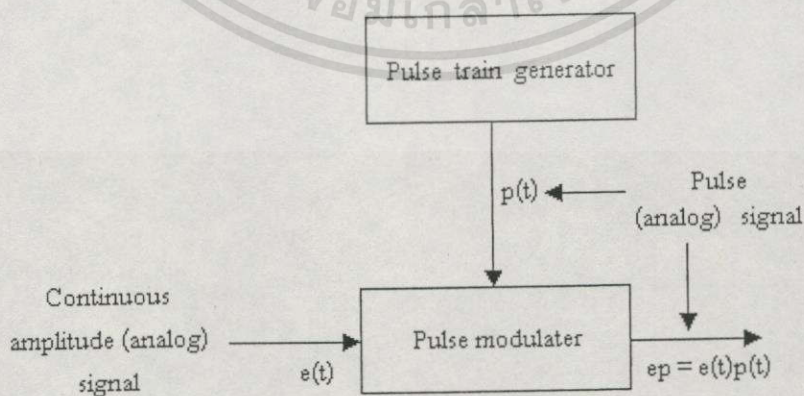 Pulse train generator
p(t)
Pulse
(analog) signal
Continuous
amplitude (analog)
signal
e(t)
Pulse modulater
ep = e(t)p(t)